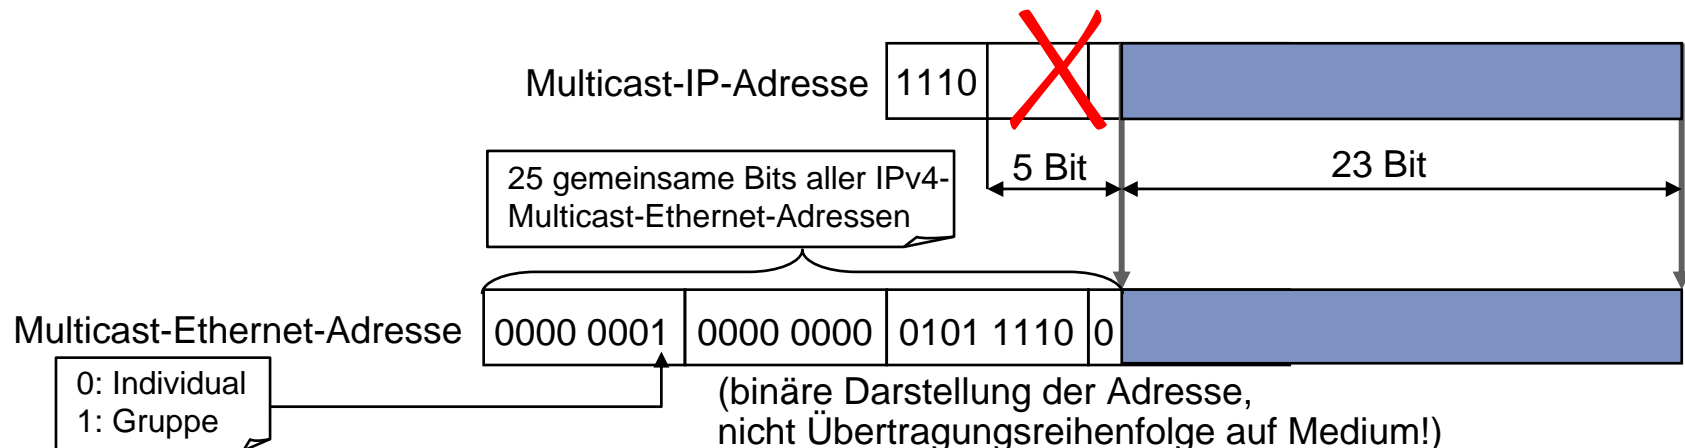 Multicast-IP-Adresse 1110
5 Bit 23 Bit
25 gemeinsame Bits aller IPv4-
Multicast-Ethernet-Adressen
Multicast-Ethernet-Adresse 0000 0001 0000 0000 0101 1110 0
0: Individual
1: Gruppe
(binäre Darstellung der Adresse,
nicht Übertragungsreihenfolge auf Medium!)